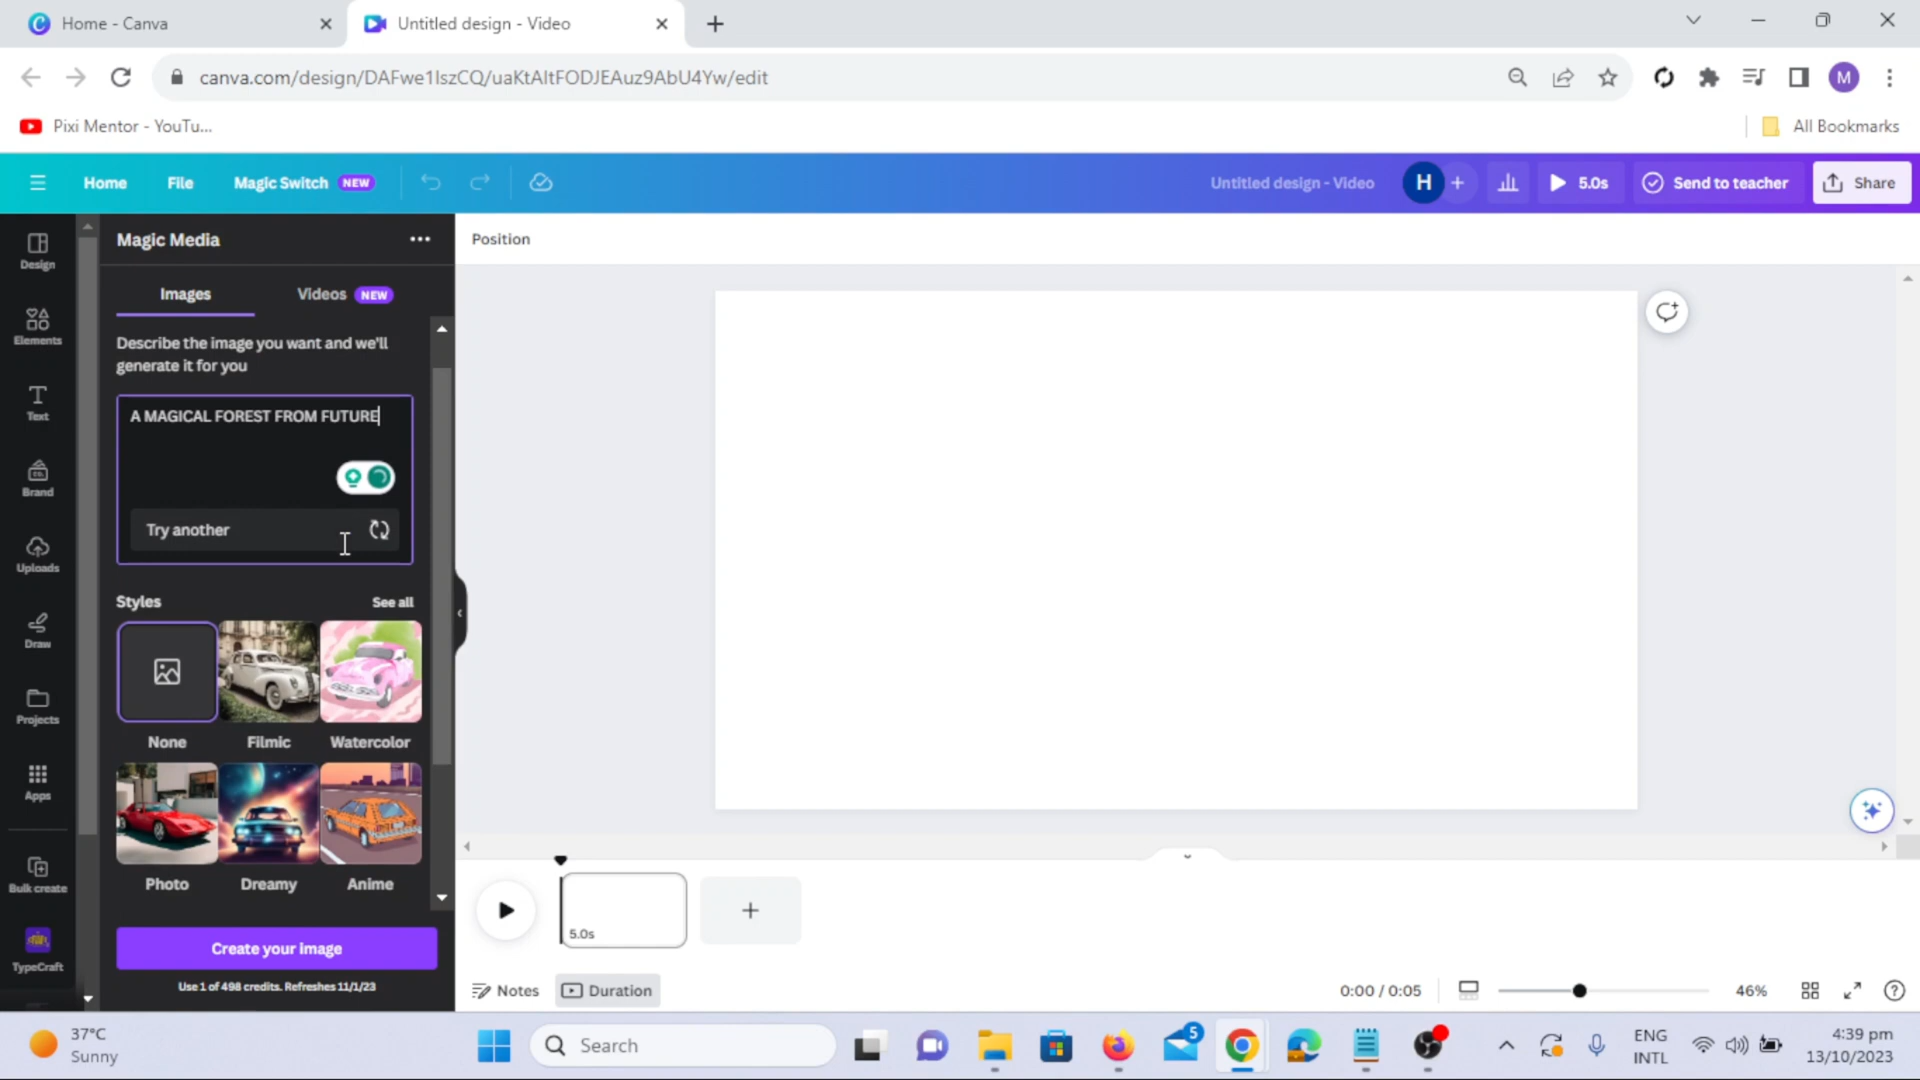 Home - Canva
Untitled design - Video
canva.com/design/DAFwe1IszCQ/uaKtAltFODJEAuz9AbU4Yw/edit
M
Pixi Mentor - YouTu...
All Bookmarks
Home
File
Magic Switch NEW
Untitled design - Video
H
5.0s
Send to teacher
Share
Design
Elements
Text
Brand
Uploads
Draw
Projects
Apps
Bulk create
TypeCraft
Magic Media
Images
Videos NEW
Describe the image you want and we'll
generate it for you
A MAGICAL FOREST FROM FUTURE
Try another
Styles
See all
None
Filmic
Watercolor
Photo
Dreamy
Anime
Create your image
Use 1 of 498 credits. Refreshes 11/1/23
Position
5.0s
Notes
Duration
0:00 / 0:05
46%
37°C
Sunny
Search
5
ENG
INTL
4:39 pm
13/10/2023